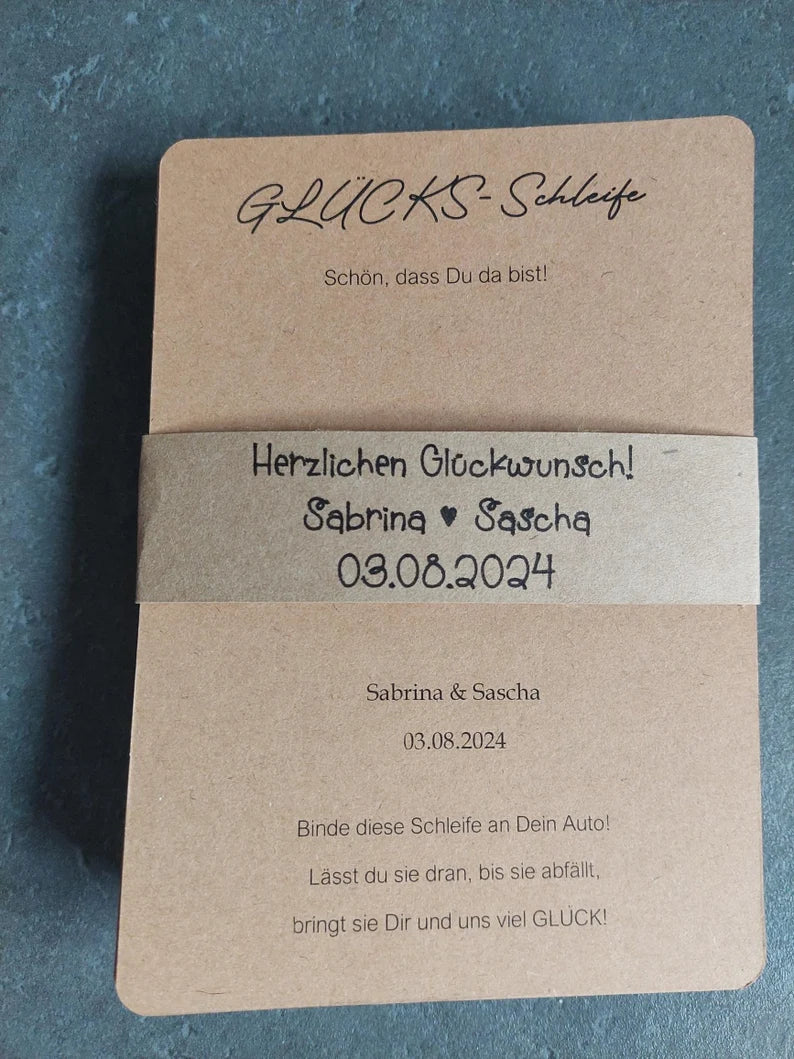 GLÜCKS-Schleife
Schön, dass Du da bist!
Herzlichen Glückwunsch!
Sabrina ♥ Sascha
03.08.2024
Sabrina & Sascha
03.08.2024
Binde diese Schleife an Dein Auto!
Lässt du sie dran, bis sie abfällt,
bringt sie Dir und uns viel GLÜCK!